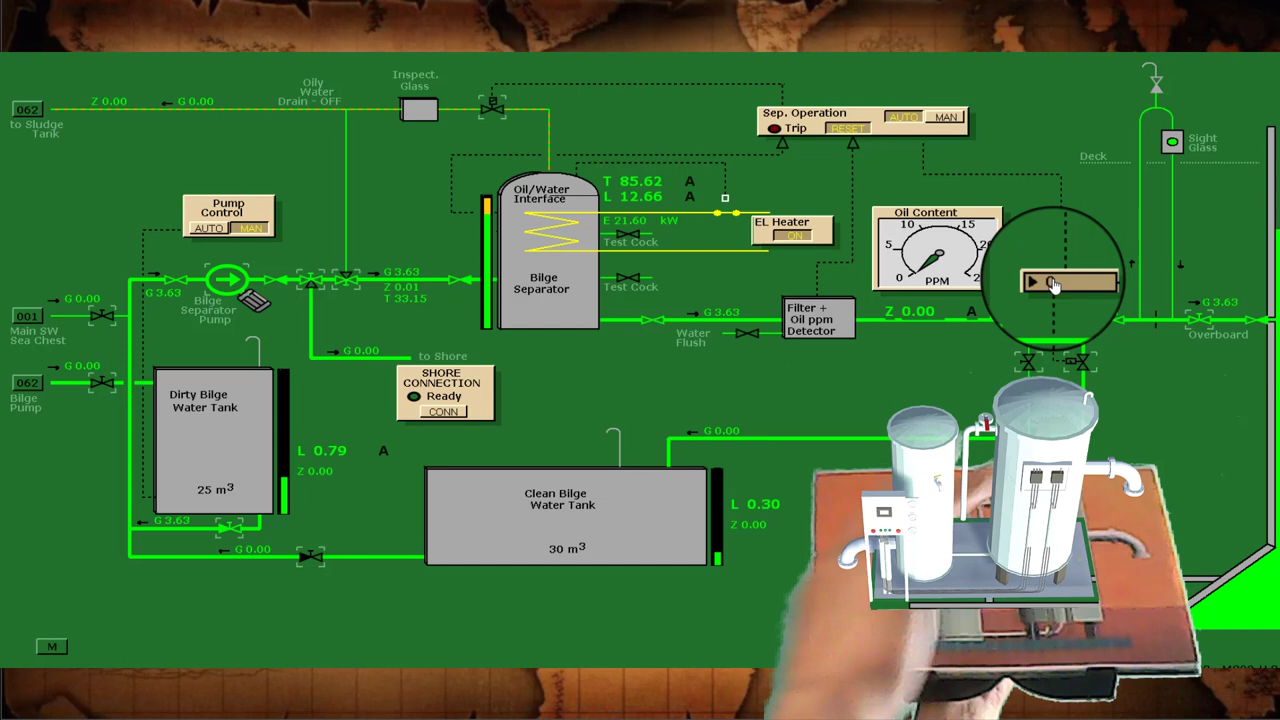 062
to Sludge
Tank
Z 0.00
G 0.00
Oily
Water
Drain - OFF
Inspect.
Glass
Sep. Operation
AUTO
MAN
Trip
RESET
Deck
Sight
Glass
Pump
Control
AUTO
MAN
Oil/Water
Interface
T 85.62 A
L 12.66 A
E 21.60 kW
Test Cock
EL Heater
ON
Oil Content
0
5
10
15
PPM
Bilge
Separator
Test Cock
G 3.63
Bilge
Separator
Pump
G 3.63
Z 0.01
T 33.15
G 0.00
001
Main SW
Sea Chest
G 3.63
Water
Flush
Filter +
Oil ppm
Detector
Z 0.00 A
G 3.63
Overboard
G 0.00
to Shore
SHORE
CONNECTION
Ready
CONN
G 0.00
062
Bilge
Pump
Dirty Bilge
Water Tank
25 m³
L 0.79 A
Z 0.00
G 3.63
G 0.00
G 0.00
Clean Bilge
Water Tank
30 m³
L 0.30
Z 0.00
M